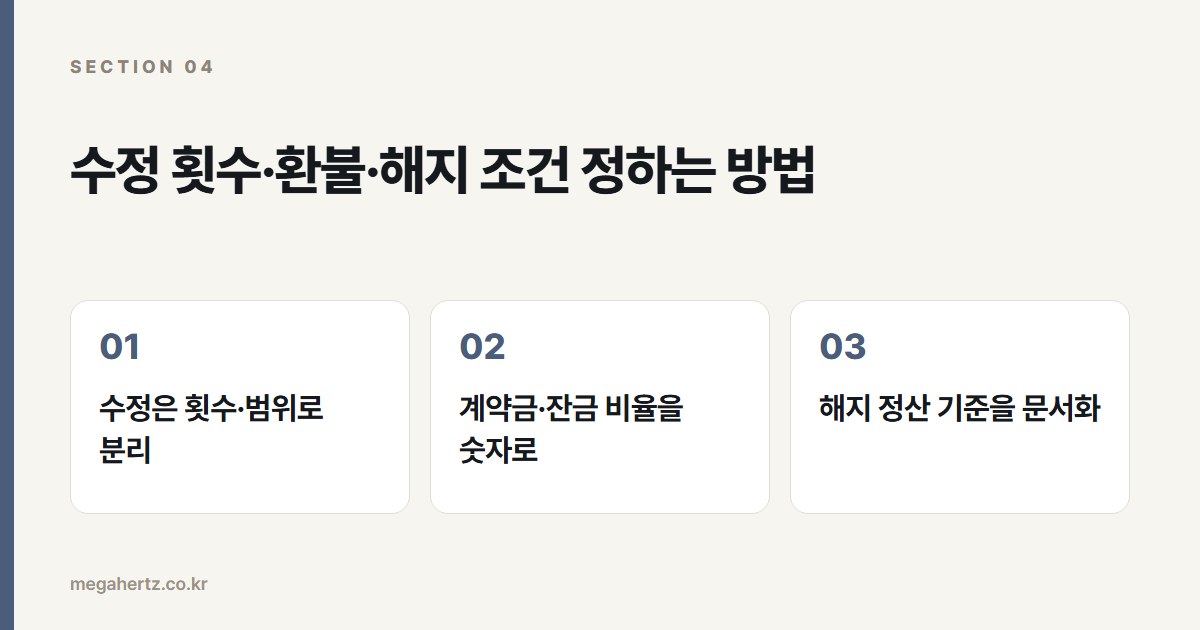 SECTION 04
수정 횟수·환불·해지 조건 정하는 방법
01
수정은 횟수·범위로
분리
02
계약금·잔금 비율을
숫자로
03
해지 정산 기준을 문서화
megahertz.co.kr